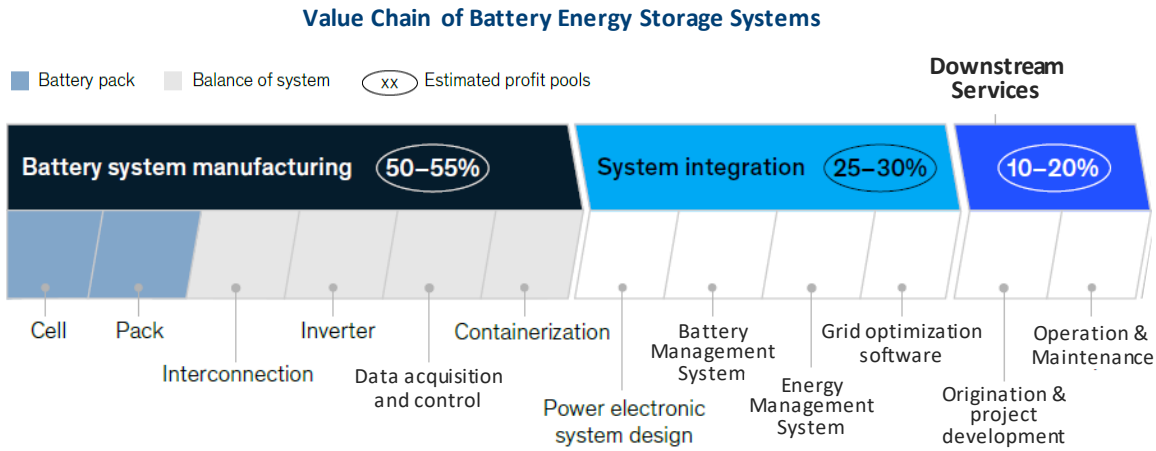 Value Chain of Battery Energy Storage Systems
Battery pack
Balance of system
xx
Estimated profit pools
Downstream
Services
Battery system manufacturing
50–55%
System integration
25–30%
10–20%
Cell
Pack
Interconnection
Inverter
Data acquisition
and control
Containerization
Power electronic
system design
Battery
Management
System
Energy
Management
System
Grid optimization
software
Origination &
project
development
Operation &
Maintenance